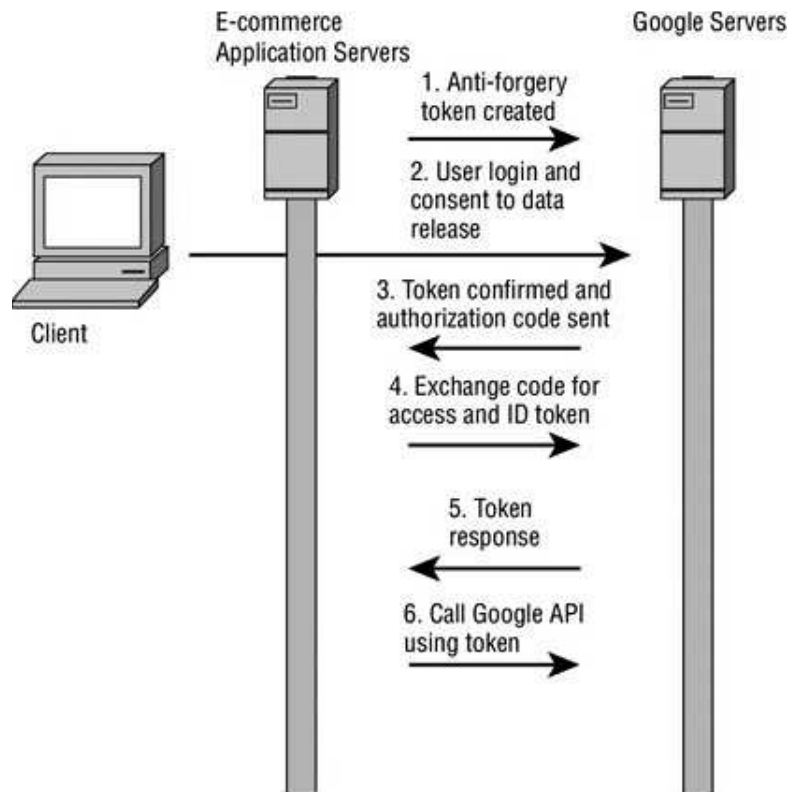 E-commerce
Application Servers
Google Servers
1. Anti-forgery
token created
2. User login and
consent to data
release
3. Token confirmed and
authorization code sent
Client
4. Exchange code for
access and ID token
5. Token
response
6. Call Google API
using token